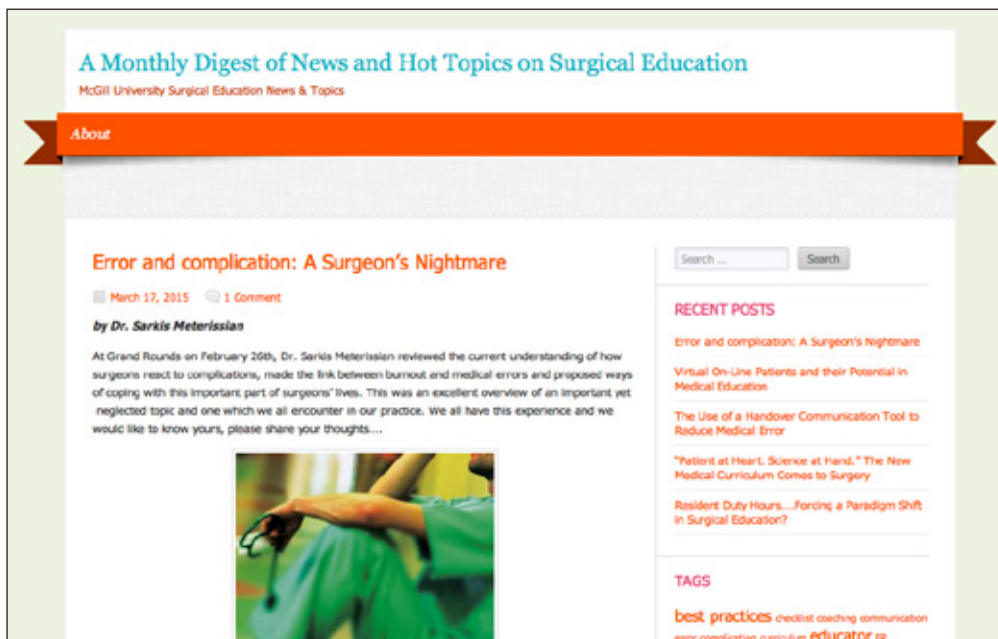 A Monthly Digest of News and Hot Topics on Surgical Education
McGill University Surgical Education News & Topics
About
Error and complication: A Surgeon's Nightmare
March 17, 2015 1 Comment
by Dr. Sarkis Meterissian
At Grand Rounds on February 26th, Dr. Sarkis Meterissian reviewed the current understanding of how
surgeons react to complications, made the link between burnout and medical errors and proposed ways
of coping with this important part of surgeons' lives. This was an excellent overview of an important yet
neglected topic and one which we all encounter in our practice. We all have this experience and we
would like to know yours, please share your thoughts....
Search ... Search
RECENT POSTS
Error and complication: A Surgeon's Nightmare
Virtual On-Line Patients and their Potential in
Medical Education
The Use of a Handover Communication Tool to
Reduce Medical Error
"Patient at Heart. Science at Hand." The New
Medical Curriculum Comes to Surgery
Resident Duty Hours....Forcing a Paradigm Shift
in Surgical Education?
TAGS
best practices checklist coaching communication
error complication curriculum educator ER